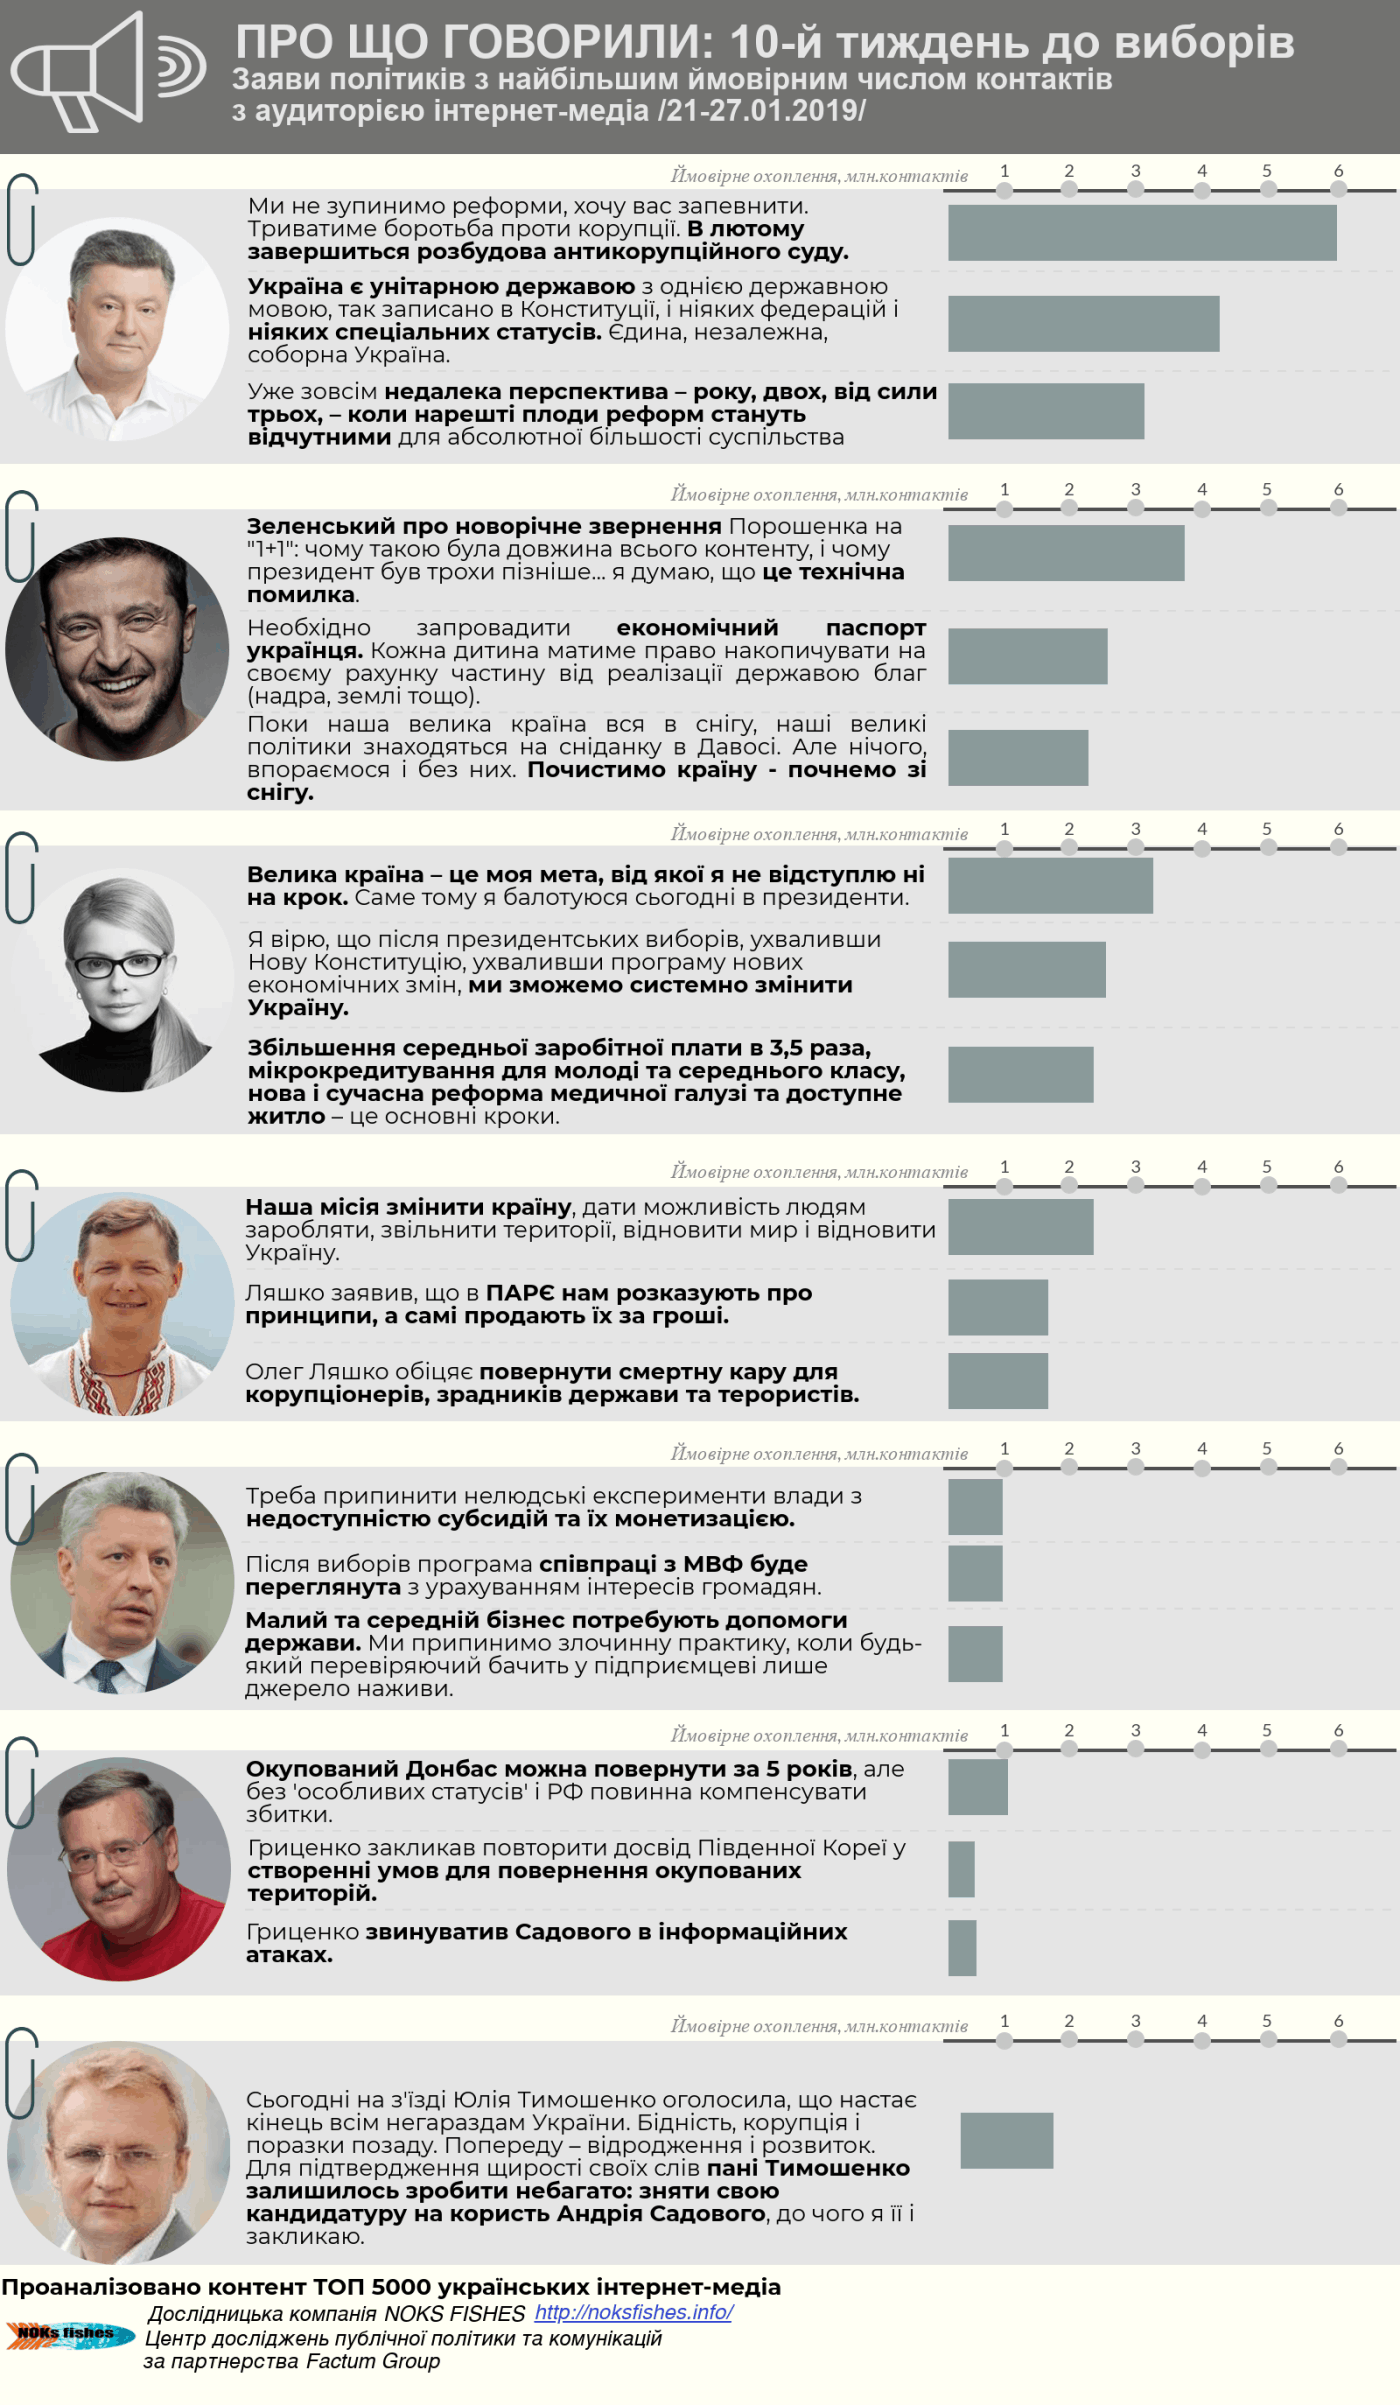 ПРО ЩО ГОВОРИЛИ: 10-й тиждень до виборів
Заяви політиків з найбільшим ймовірним числом контактів
з аудиторією інтернет-медіа /21-27.01.2019/
Ймовірне охоплення, млн.контактів 1 2 3 4 5 6
Ми не зупинимо реформи, хочу вас запевнити.
Триватиме боротьба проти корупції. В лютому
завершиться розбудова антикорупційного суду.
Україна є унітарною державою з однією державною
мовою, так записано в Конституції, і ніяких федерацій і
ніяких спеціальних статусів. Єдина, незалежна,
соборна Україна.
Уже зовсім недалека перспектива – року, двох, від сили
трьох, – коли нарешті плоди реформ стануть
відчутними для абсолютної більшості суспільства
Ймовірне охоплення, млн.контактів 1 2 3 4 5 6
Зеленський про новорічне звернення Порошенка на
"1+1": чому такою була довжина всього контенту, і чому
президент був трохи пізніше... я думаю, що це технічна
помилка.
Необхідно запровадити економічний паспорт
українця. Кожна дитина матиме право накопичувати на
своєму рахунку частину від реалізації державою благ
(надра, землі тощо).
Поки наша велика країна вся в снігу, наші великі
політики знаходяться на сніданку в Давосі. Але нічого,
впораємося і без них. Почистимо країну - почнемо зі
снігу.
Ймовірне охоплення, млн.контактів 1 2 3 4 5 6
Велика країна – це моя мета, від якої я не відступлю ні
на крок. Саме тому я балотуюся сьогодні в президенти.
Я вірю, що після президентських виборів, ухваливши
Нову Конституцію, ухваливши програму нових
економічних змін, ми зможемо системно змінити
Україну.
Збільшення середньої заробітної плати в 3,5 раза,
мікрокредитування для молоді та середнього класу,
нова і сучасна реформа медичної галузі та доступне
житло – це основні кроки.
Ймовірне охоплення, млн.контактів 1 2 3 4 5 6
Наша місія змінити країну, дати можливість людям
заробляти, звільнити території, відновити мир і відновити
Україну.
Ляшко заявив, що в ПАРЄ нам розказують про
принципи, а самі продають їх за гроші.
Олег Ляшко обіцяє повернути смертну кару для
корупціонерів, зрадників держави та терористів.
Ймовірне охоплення, млн.контактів 1 2 3 4 5 6
Треба припинити нелюдські експерименти влади з
недоступністю субсидій та їх монетизацією.
Після виборів програма співпраці з МВФ буде
переглянута з урахуванням інтересів громадян.
Малий та середній бізнес потребують допомоги
держави. Ми припинимо злочинну практику, коли будь-
який перевіряючий бачить у підприємцеві лише
джерело наживи.
Ймовірне охоплення, млн.контактів 1 2 3 4 5 6
Окупований Донбас можна повернути за 5 років, але
без 'особливих статусів' і РФ повинна компенсувати
збитки.
Гриценко закликав повторити досвід Південної Кореї у
створенні умов для повернення окупованих
територій.
Гриценко звинуватив Садового в інформаційних
атаках.
Ймовірне охоплення, млн.контактів 1 2 3 4 5 6
Сьогодні на з'їзді Юлія Тимошенко оголосила, що настає
кінець всім негараздам України. Бідність, корупція і
поразки позаду. Попереду – відродження і розвиток.
Для підтвердження щирості своїх слів пані Тимошенко
залишилось зробити небагато: зняти свою
кандидатуру на користь Андрія Садового, до чого я її і
закликаю.
Проаналізовано контент ТОП 5000 українських інтернет-медіа
Дослідницька компанія NOKS FISHES http://noksfishes.info/
NOKs fishes
Центр досліджень публічної політики та комунікацій
за партнерства Factum Group